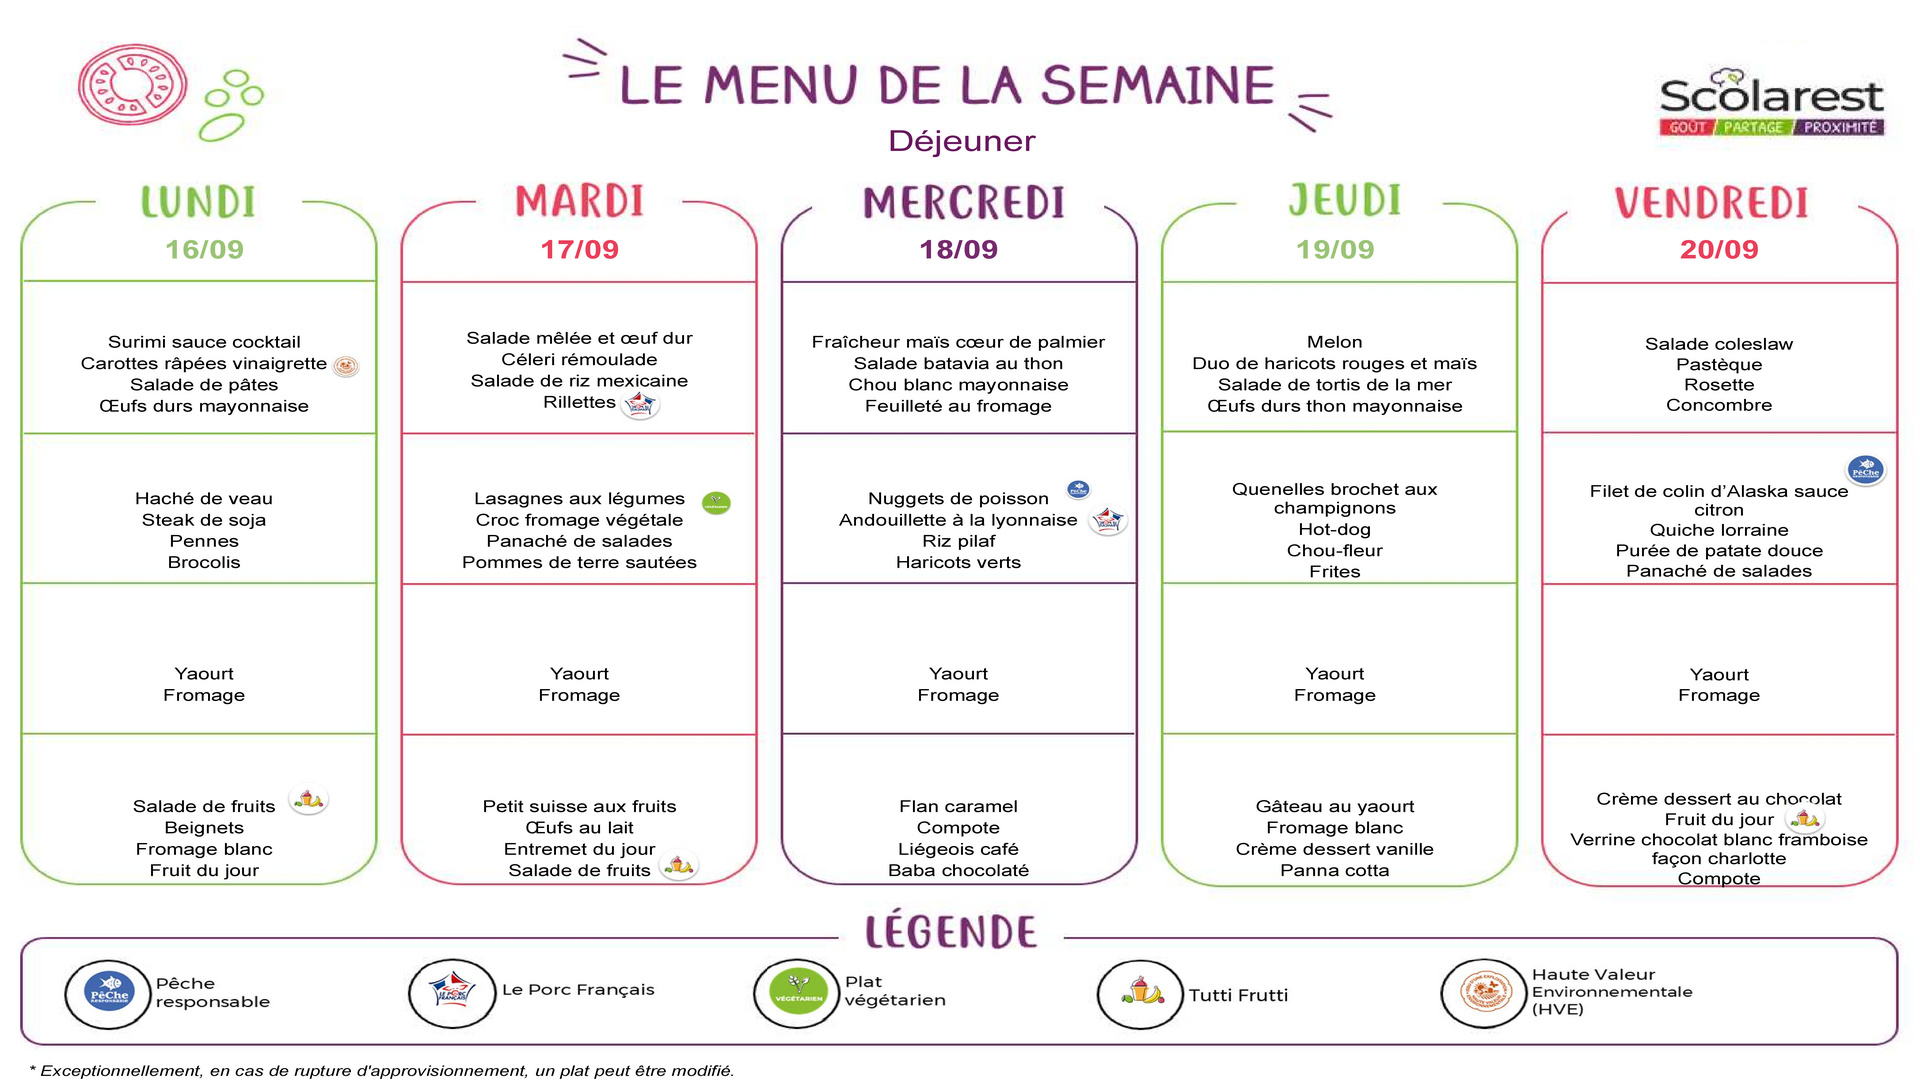 LE MENU DE LA SEMAINE
Déjeuner
Scolarest
GOÛT / PARTAGE / PROXIMITÉ
LUNDI
16/09
Surimi sauce cocktail
Carottes râpées vinaigrette
Salade de pâtes
Œufs durs mayonnaise
Haché de veau
Steak de soja
Pennes
Brocolis
Yaourt
Fromage
Salade de fruits
Beignets
Fromage blanc
Fruit du jour
MARDI
17/09
Salade mêlée et œuf dur
Céleri rémoulade
Salade de riz mexicaine
Rillettes
Lasagnes aux légumes
Croc fromage végétale
Panaché de salades
Pommes de terre sautées
Yaourt
Fromage
Petit suisse aux fruits
Œufs au lait
Entremet du jour
Salade de fruits
MERCREDI
18/09
Fraîcheur maïs cœur de palmier
Salade batavia au thon
Chou blanc mayonnaise
Feuilleté au fromage
Nuggets de poisson
Andouillette à la lyonnaise
Riz pilaf
Haricots verts
Yaourt
Fromage
Flan caramel
Compote
Liégeois café
Baba chocolaté
JEUDI
19/09
Melon
Duo de haricots rouges et maïs
Salade de tortis de la mer
Œufs durs thon mayonnaise
Quenelles brochet aux
champignons
Hot-dog
Chou-fleur
Frites
Yaourt
Fromage
Gâteau au yaourt
Fromage blanc
Crème dessert vanille
Panna cotta
VENDREDI
20/09
Salade coleslaw
Pastèque
Rosette
Concombre
PêChe
RESPONSABLE
Filet de colin d'Alaska sauce
citron
Quiche lorraine
Purée de patate douce
Panaché de salades
Yaourt
Fromage
Crème dessert au chocolat
Fruit du jour
Verrine chocolat blanc framboise
façon charlotte
Compote
LÉGENDE
PêChe
RESPONSABLE
Pêche
responsable
LE PORC
FRANÇAIS
Le Porc Français
VÉGÉTARIEN
Plat
végétarien
Tutti Frutti
Haute Valeur
Environnementale
(HVE)
* Exceptionnellement, en cas de rupture d'approvisionnement, un plat peut être modifié.